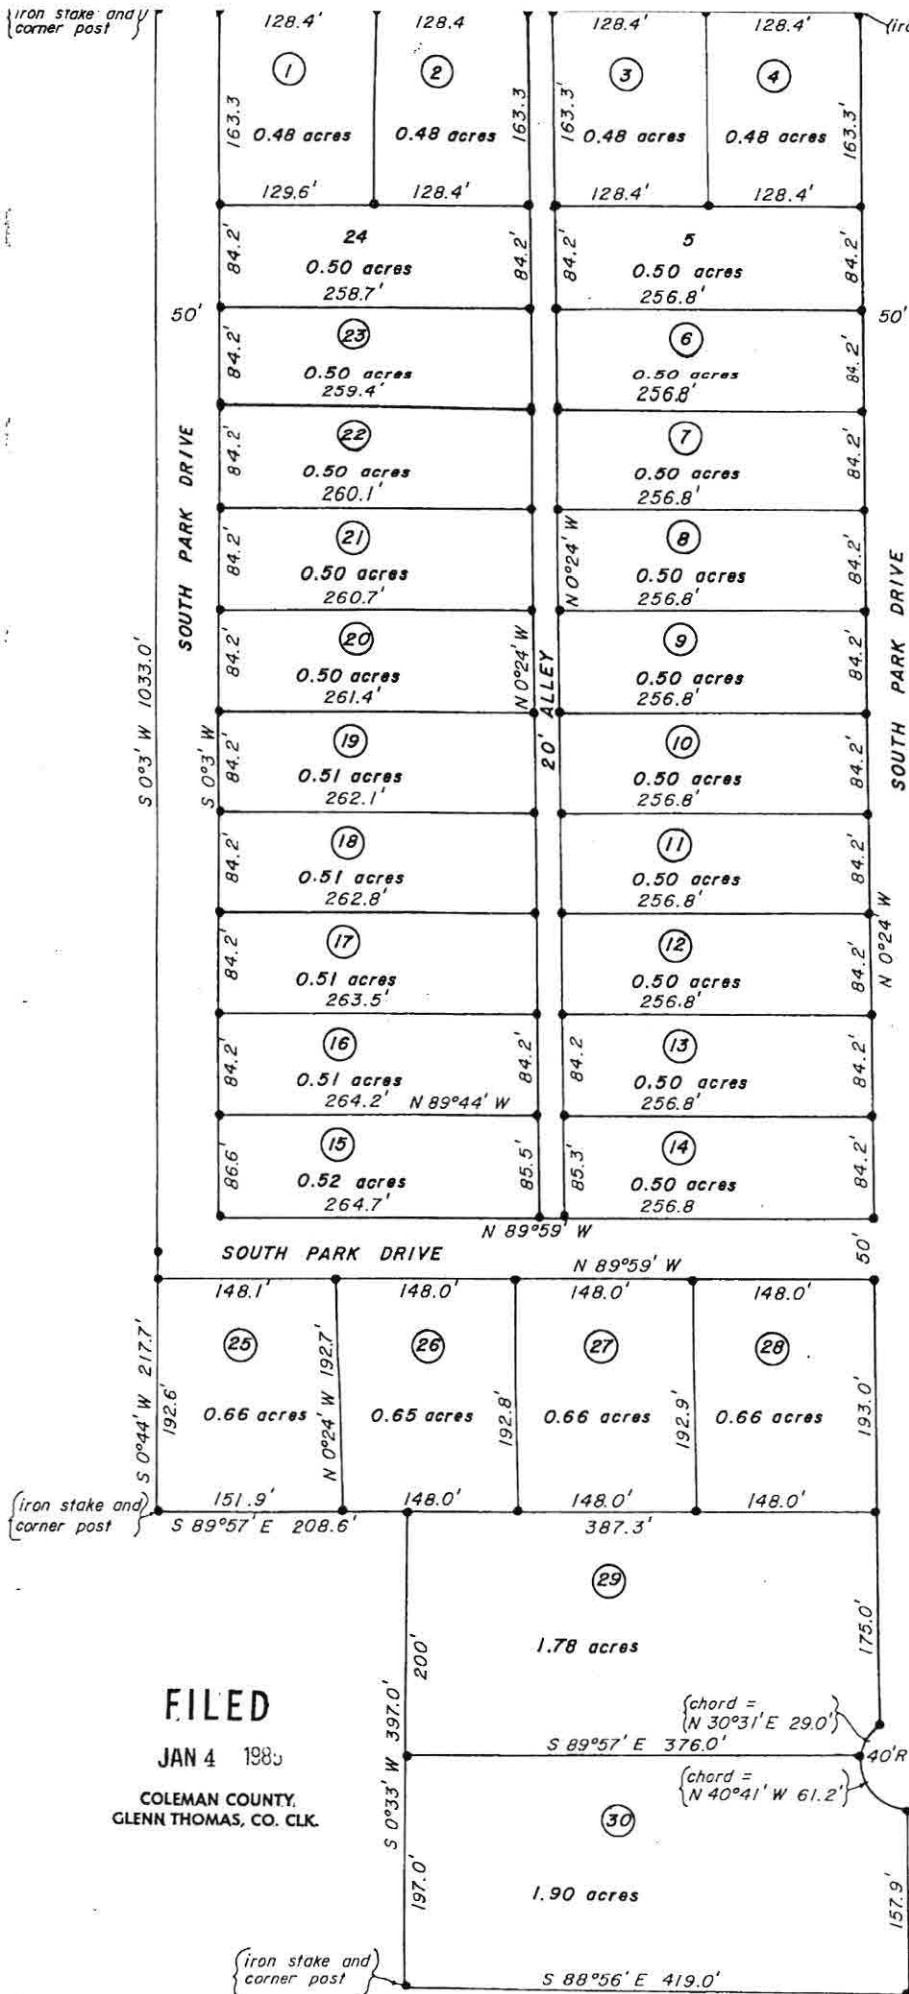 iron stake and
corner post
128.4'
128.4
128.4'
128.4'
1
2
3
4
163.3
163.3
163.3'
163.3'
0.48 acres
0.48 acres
0.48 acres
0.48 acres
129.6'
128.4'
128.4'
128.4'
84.2'
24
0.50 acres
258.7'
84.2'
84.2'
5
0.50 acres
256.8'
84.2'
50'
50'
84.2'
23
0.50 acres
259.4'
6
0.50 acres
256.8'
84.2'
84.2'
22
0.50 acres
260.1'
7
0.50 acres
256.8'
84.2'
SOUTH PARK DRIVE
84.2'
21
0.50 acres
260.7'
N 0°24' W
8
0.50 acres
256.8'
84.2'
SOUTH PARK DRIVE
S 0°3' W 1033.0'
84.2'
20
0.50 acres
261.4'
N 0°24' W
20' ALLEY
9
0.50 acres
256.8'
84.2'
S 0°3' W
84.2'
19
0.51 acres
262.1'
10
0.50 acres
256.8'
84.2'
84.2'
18
0.51 acres
262.8'
11
0.50 acres
256.8'
84.2'
N 0°24' W
84.2'
17
0.51 acres
263.5'
12
0.50 acres
256.8'
84.2'
84.2'
16
0.51 acres
264.2' N 89°44' W
84.2'
84.2
13
0.50 acres
256.8'
84.2'
86.6'
15
0.52 acres
264.7'
85.5'
85.3'
14
0.50 acres
256.8
84.2'
N 89°59' W
SOUTH PARK DRIVE
N 89°59' W
50'
148.1'
148.0'
148.0'
148.0'
S 0°44' W 217.7'
192.6'
25
0.66 acres
N 0°24' W 192.7'
26
0.65 acres
192.8'
27
0.66 acres
192.9'
28
0.66 acres
193.0'
iron stake and
corner post
151.9'
148.0'
148.0'
148.0'
S 89°57' E 208.6'
387.3'
29
1.78 acres
200'
175.0'
S 0°33' W 397.0'
chord =
N 30°31' E 29.0'
S 89°57' E 376.0'
40'R
chord =
N 40°41' W 61.2'
FILED
JAN 4
COLEMAN COUNTY,
GLENN THOMAS, CO. CLK.
30
1.90 acres
197.0'
157.9'
iron stake and
corner post
S 88°56' E 419.0'